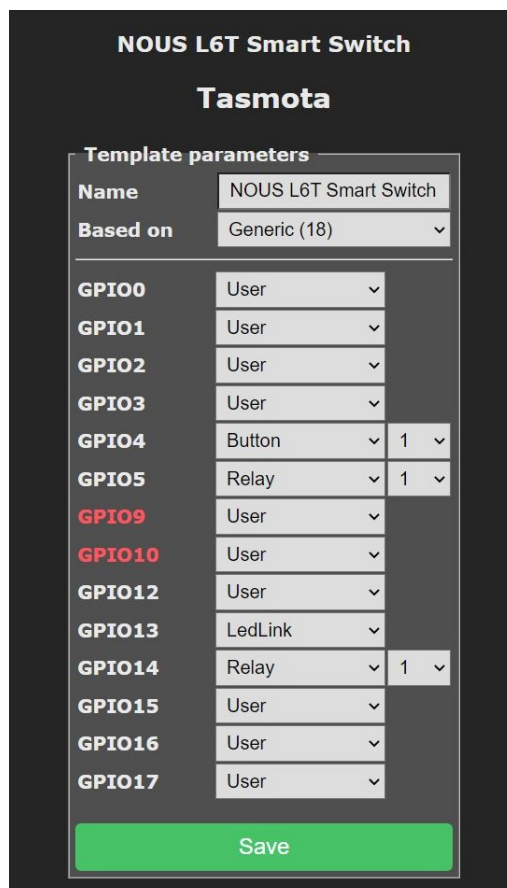 NOUS L6T Smart Switch
Tasmota
Template parameters
Name NOUS L6T Smart Switch
Based on Generic (18)
GPIO0 User
GPIO1 User
GPIO2 User
GPIO3 User
GPIO4 Button 1
GPIO5 Relay 1
GPIO9 User
GPIO10 User
GPIO12 User
GPIO13 LedLink
GPIO14 Relay 1
GPIO15 User
GPIO16 User
GPIO17 User
Save